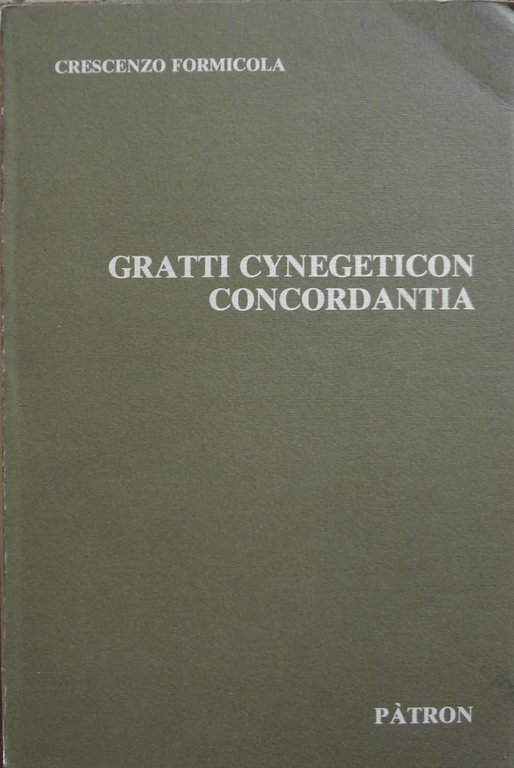 CRESCENZO FORMICOLA
GRATTI CYNEGETICON
CONCORDANTIA
PÀTRON